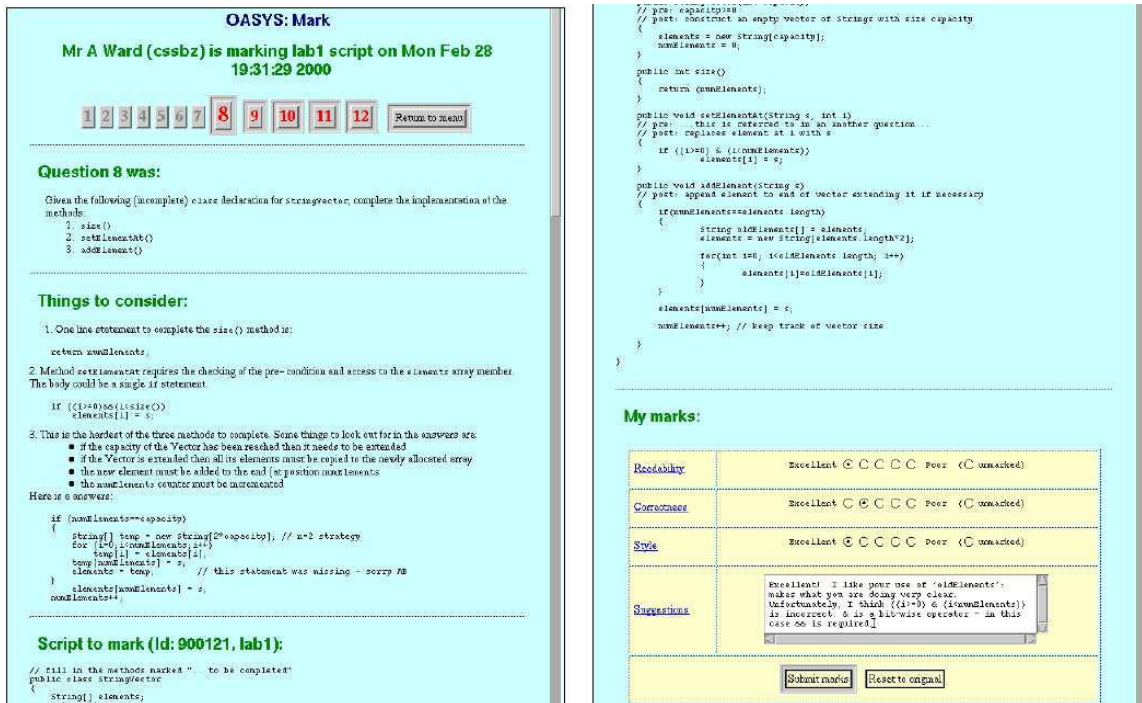 OASYS: Mark
Mr A Ward (cssbz) is marking lab1 script on Mon Feb 28
19:31:29 2000
1 2 3 4 5 6 7 8 9 10 11 12 Return to menu
Question 8 was:
Given the following (incomplete) class declaration for StringVector, complete the implementation of the
methods:
1. size()
2. setElementAt()
3. addElement()
Things to consider:
1. One line statement to complete the size() method is:
return numElements;
2. Method setElementAt requires the checking of the pre-condition and access to the elements array member.
The body could be a single if statement.
if ((i>=0)&&(i<size())
elements[i] = s;
3. This is the hardest of the three methods to complete. Some things to look out for in the answers are:
■ if the capacity of the Vector has been reached then it needs to be extended
■ if the Vector is extended then all its elements must be copied to the newly allocated array
■ the new element must be added to the end (at position numElements
■ the numElements counter must be incremented
Here is a answers:
if (numElements==capacity)
{
String[] temp = new String[2*capacity]; // n=2 strategy
for (i=0;i<numElements;i++)
temp[i] = elements[i];
temp[numElements] = s;
elements = temp; // this statement was missing - sorry AB
}
elements[numElements] = s;
numElements++;
Script to mark (Id: 900121, lab1):
// fill in the methods marked "... to be completed"
public class StringVector
{
String[] elements;
// pre: capacity>=0
// post: construct an empty vector of Strings with size capacity
{
elements = new String[capacity];
numElements = 0;
}
public int size()
{
return (numElements);
}
public void setElementAt(String s, int i)
// pre: ...this is referred to in an another question...
// post: replaces element at i with s
{
if ((i>=0) & (i<numElements))
elements[i] = s;
}
public void addElement(String s)
// post: append element to end of vector extending it if necessary
{
if(numElements==elements.length)
{
String oldElements[] = elements;
elements = new String[elements.length*2];
for(int i=0; i<oldElements.length; i++)
{
elements[i]=oldElements[i];
}
}
elements[numElements] = s;
numElements++; // keep track of vector size
}
}
My marks:
Readability Excellent Poor ( unmarked)
Correctness Excellent Poor ( unmarked)
Style Excellent Poor ( unmarked)
Suggestions
Excellent! I like your use of 'oldElements':
makes what you are doing very clear.
Unfortunately, I think ((i>=0) & (i<numElements))
is incorrect. & is a bit-wise operator - in this
case && is required.
Submit marks Reset to original